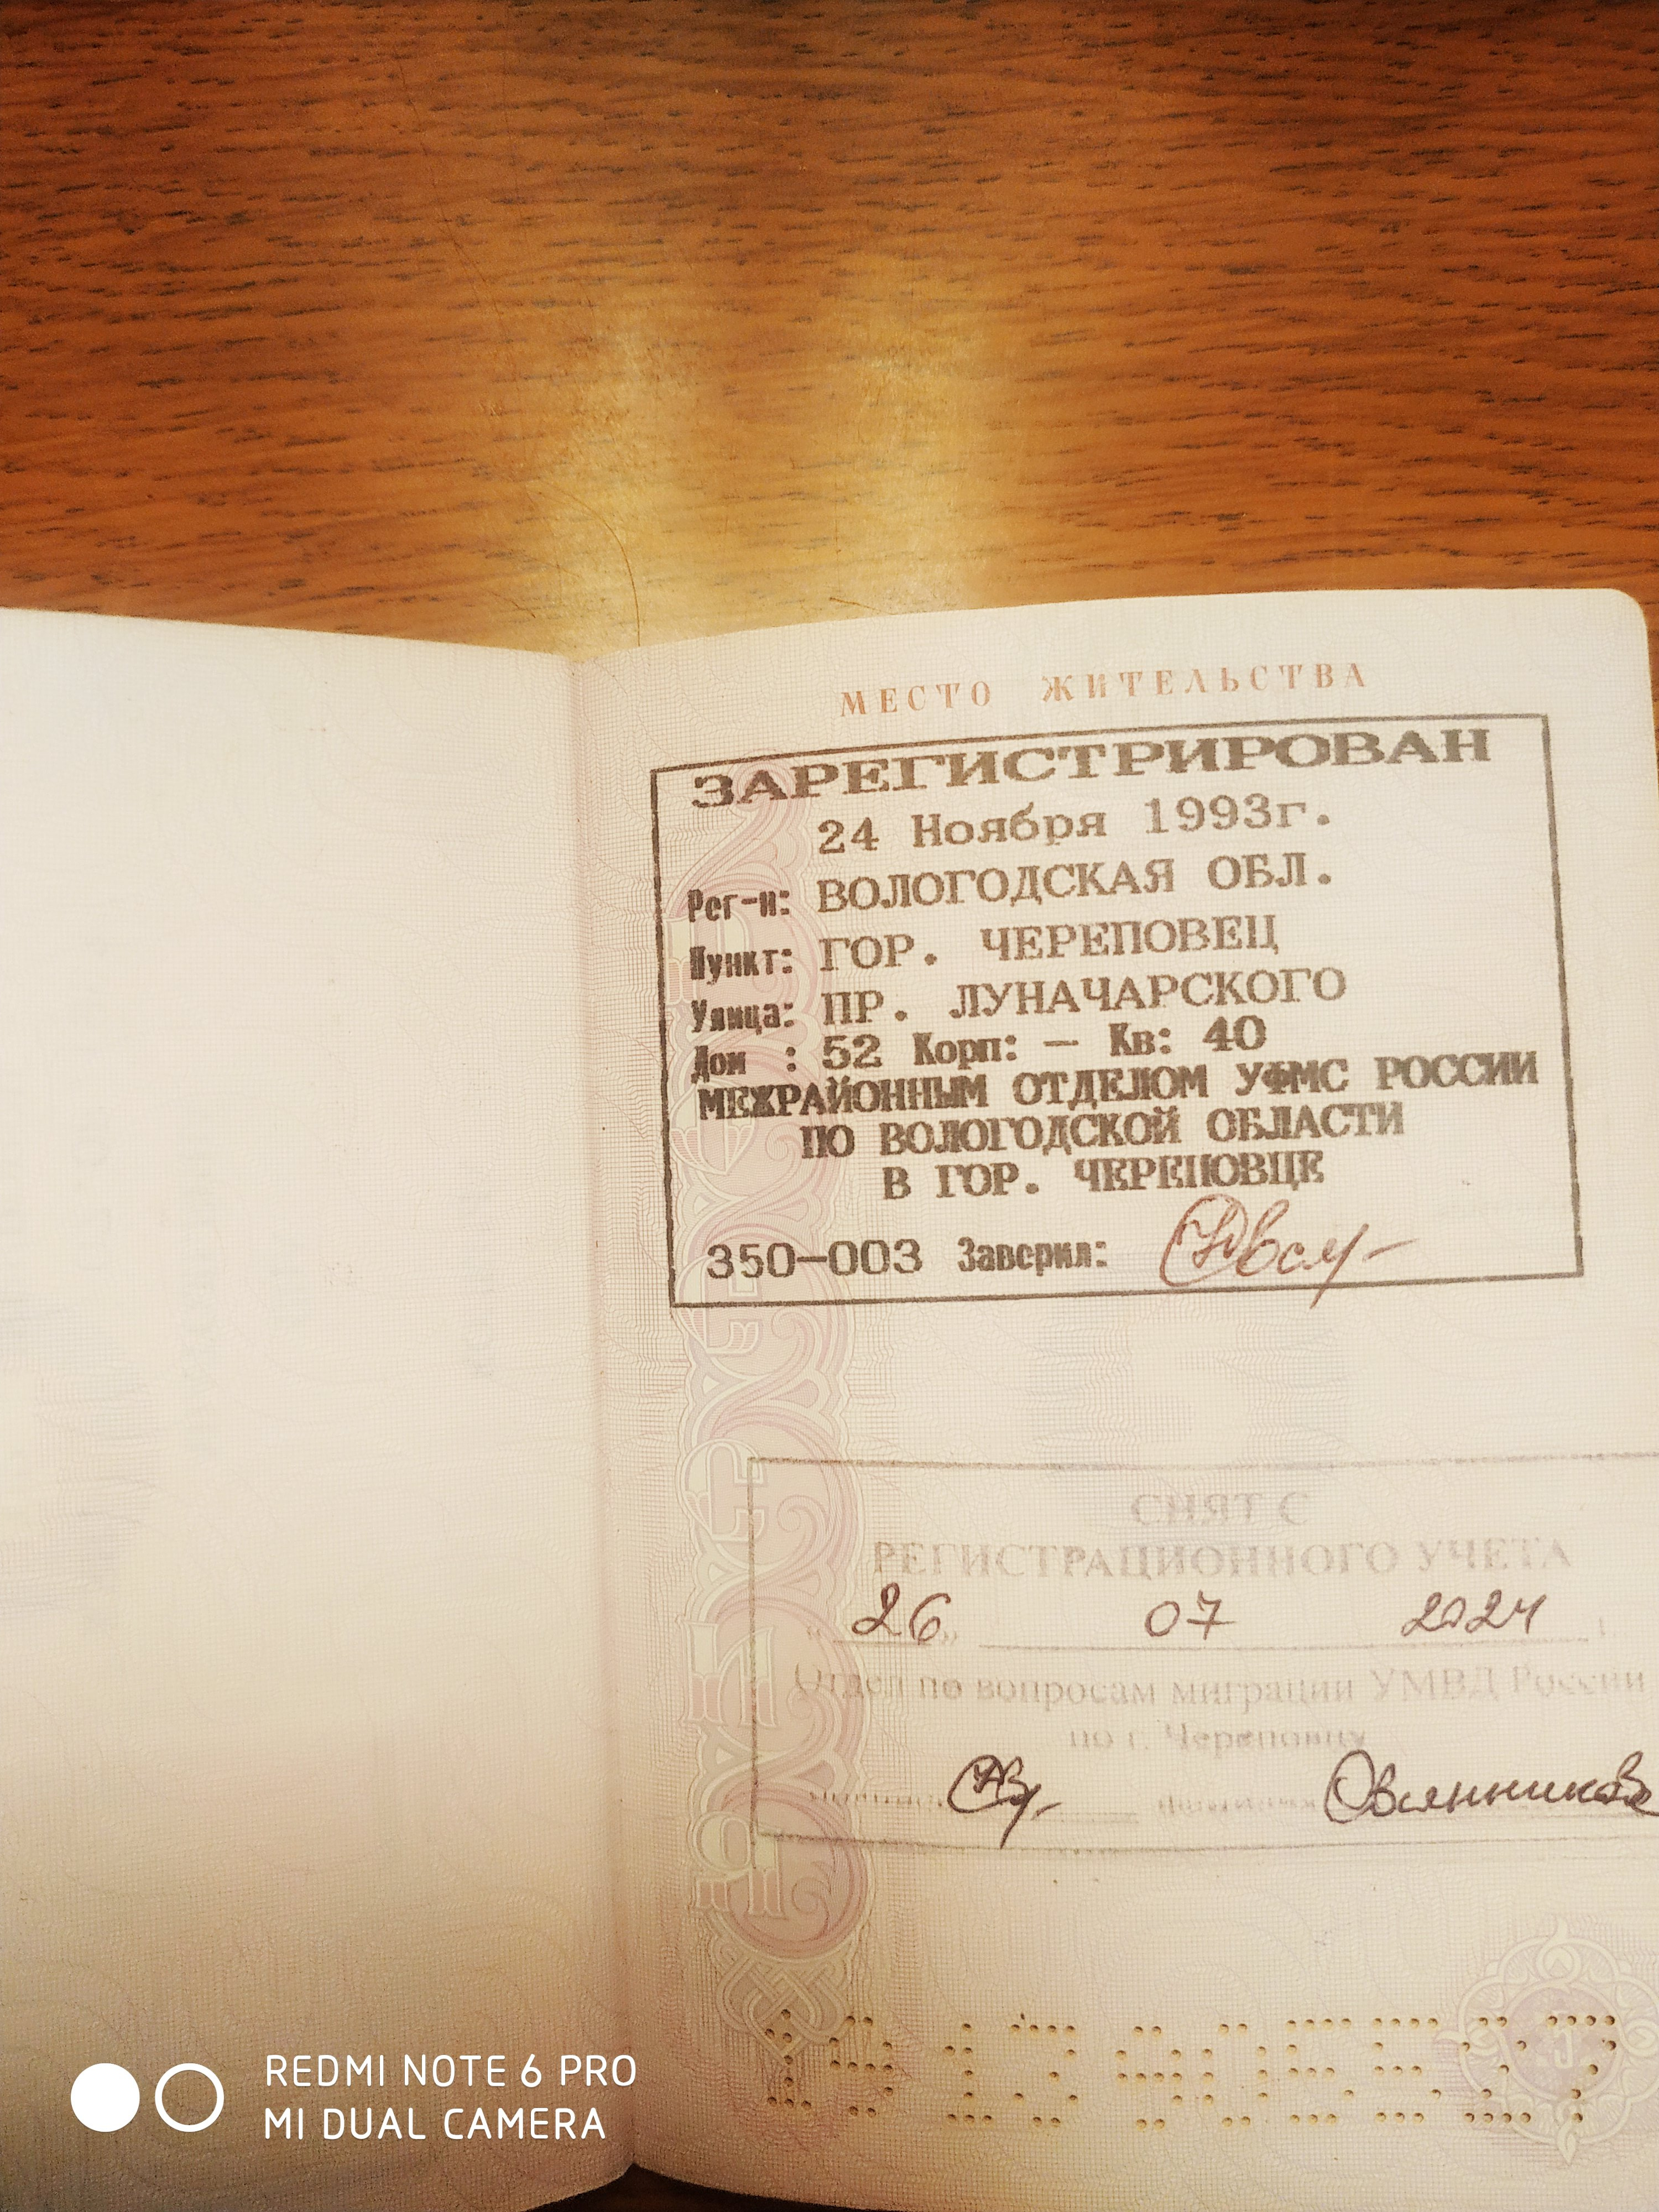 МЕСТО ЖИТЕЛЬСТВА
ЗАРЕГИСТРИРОВАН
24 Ноября 1993г.
Рег-н: ВОЛОГОДСКАЯ ОБЛ.
Пункт: ГОР. ЧЕРЕПОВЕЦ
Улица: ПР. ЛУНАЧАРСКОГО
Дом : 52 Корп: — Кв: 40
МЕЖРАЙОННЫМ ОТДЕЛОМ УФМС РОССИИ
ПО ВОЛОГОДСКОЙ ОБЛАСТИ
В ГОР. ЧЕРЕПОВЦЕ
350-003 Заверил:
СНЯТ С
РЕГИСТРАЦИОННОГО УЧЕТА
"26" 07 2024
Отдел по вопросам миграции УМВД России
по г. Череповцу
Овсянникова
REDMI NOTE 6 PRO
MI DUAL CAMERA